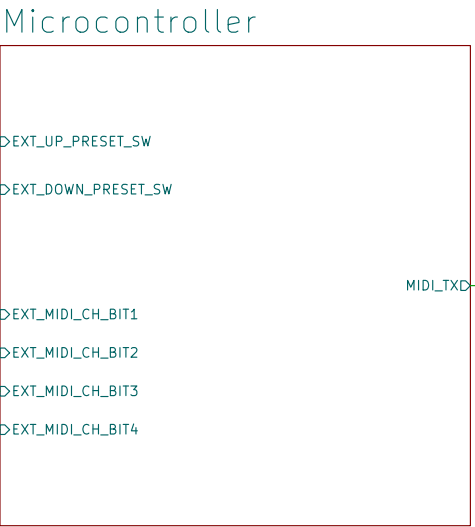 Microcontroller
EXT_UP_PRESET_SW
EXT_DOWN_PRESET_SW
MIDI_TX
EXT_MIDI_CH_BIT1
EXT_MIDI_CH_BIT2
EXT_MIDI_CH_BIT3
EXT_MIDI_CH_BIT4